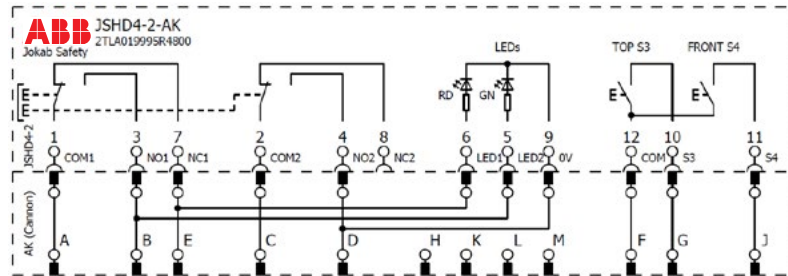 ABB JSHD4-2-AK
2TLA019995R4800
Jokab Safety
LEDs
TOP S3
FRONT S4
RD
GN
E
E
E
E
JSHD4-2
1 3 7 2 4 8 6 5 9 12 10 11
COM1 NO1 NC1 COM2 NO2 NC2 LED1 LED2 0V COM S3 S4
AK (Cannon)
A B E C D H K L M F G J